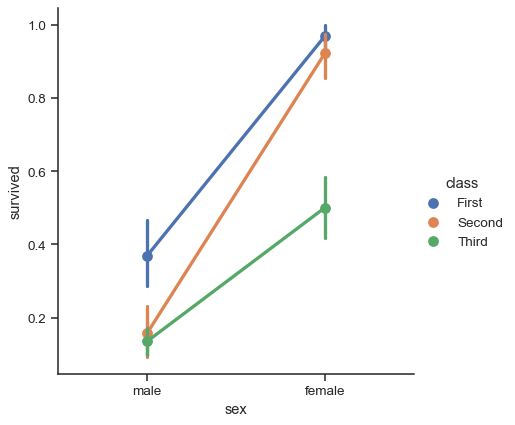 1.0
0.8
0.6
0.4
0.2
survived
male
female
sex
class
First
Second
Third